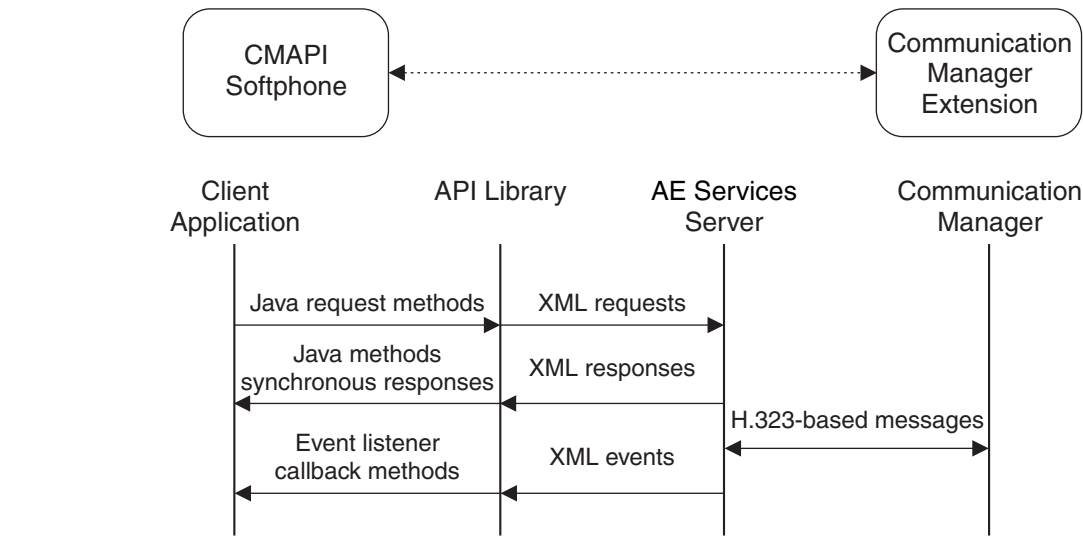 CMAPI
Softphone
Communication
Manager
Extension
Client
Application
API Library
AE Services
Server
Communication
Manager
Java request methods
XML requests
Java methods
synchronous responses
XML responses
H.323-based messages
Event listener
callback methods
XML events